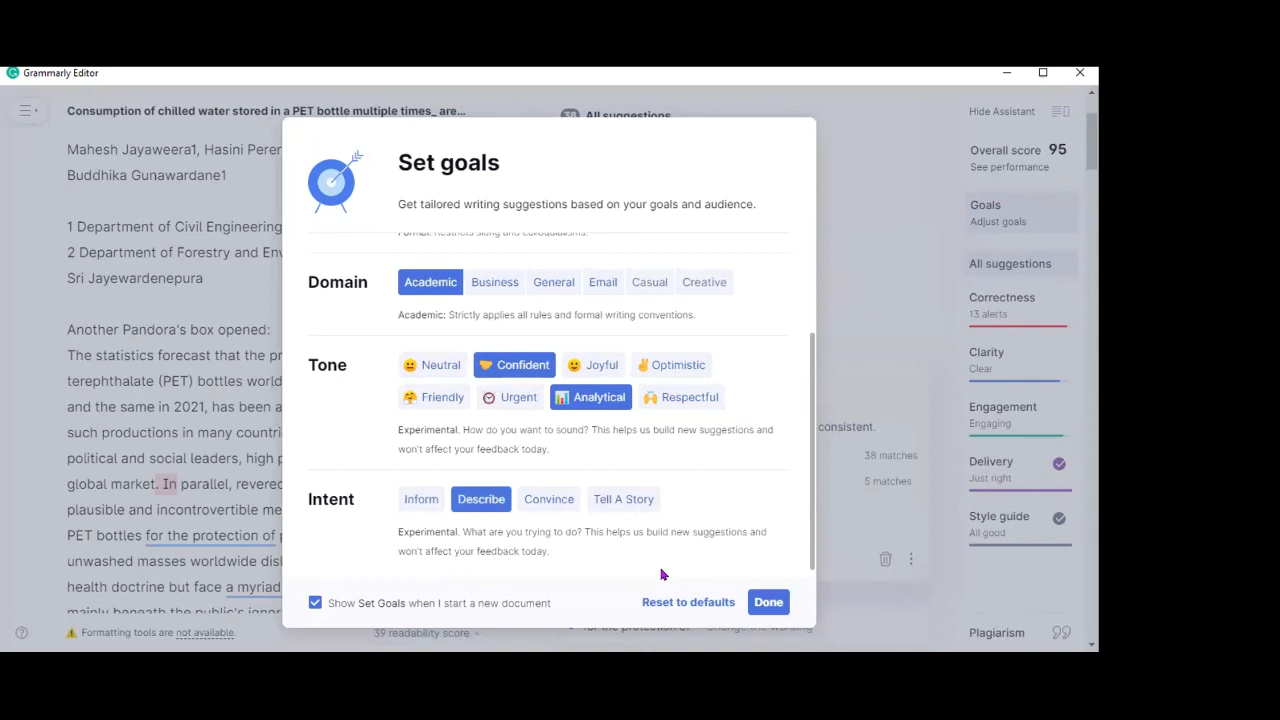 Grammarly Editor
Consumption of chilled water stored in a PET bottle multiple times_ are...
All suggestions
Hide Assistant
Mahesh Jayaweera1, Hasini Perer
Buddhika Gunawardane1
Overall score 95
See performance
Set goals
Get tailored writing suggestions based on your goals and audience.
Goals
Adjust goals
1 Department of Civil Engineering
2 Department of Forestry and Env
Sri Jayewardenepura
Formal: Restricts slang and colloquialisms.
All suggestions
Domain
Academic Business General Email Casual Creative
Academic: Strictly applies all rules and formal writing conventions.
Correctness
13 alerts
Another Pandora's box opened:
The statistics forecast that the pr
terephthalate (PET) bottles world
and the same in 2021, has been a
such productions in many countri
political and social leaders, high p
global market. In parallel, revered
plausible and incontrovertible me
PET bottles for the protection of
unwashed masses worldwide dis
health doctrine but face a myriad
mainly beneath the public's ignor
Tone
Neutral Confident Joyful Optimistic
Friendly Urgent Analytical Respectful
Experimental. How do you want to sound? This helps us build new suggestions and
won't affect your feedback today.
Clarity
Clear
Engagement
Engaging
consistent.
38 matches
5 matches
Delivery
Just right
Intent
Inform Describe Convince Tell A Story
Experimental. What are you trying to do? This helps us build new suggestions and
won't affect your feedback today.
Style guide
All good
Show Set Goals when I start a new document
Reset to defaults
Done
Formatting tools are not available.
39 readability score
for the protection of Change the wording
Plagiarism